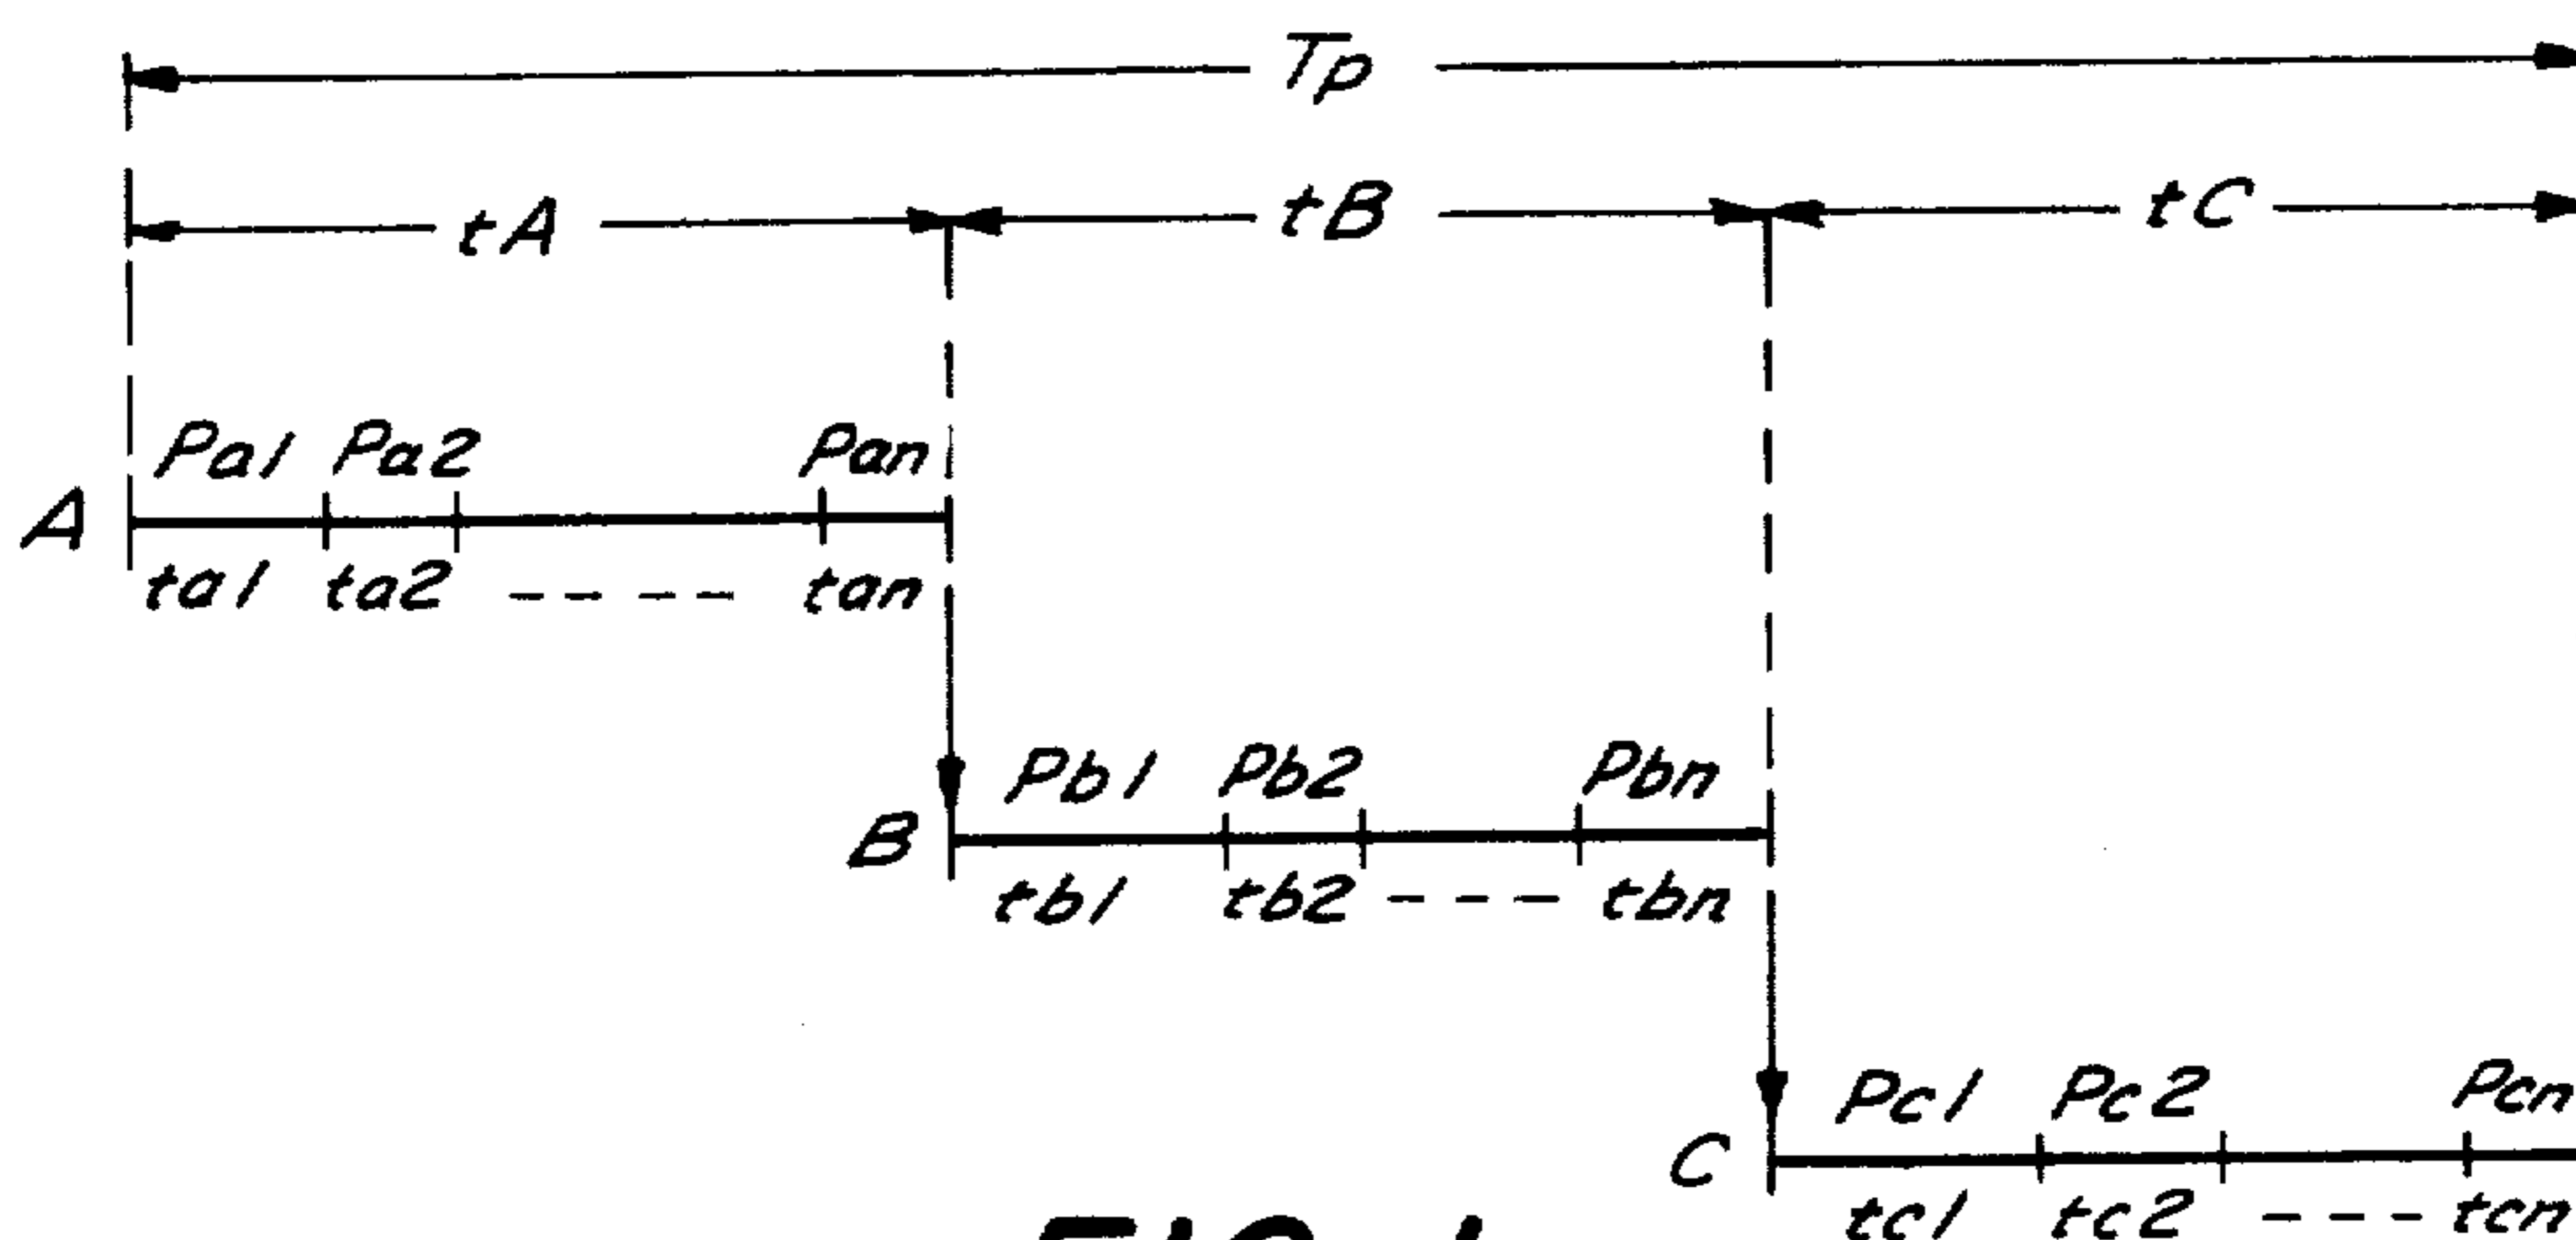 Tp
tA tB tC
Pa1 Pa2 Pan
A
ta1 ta2 ---- tan
Pb1 Pb2 Pbn
B
tb1 tb2 --- tbn
Pc1 Pc2 Pcn
C
tc1 tc2 --- tcn